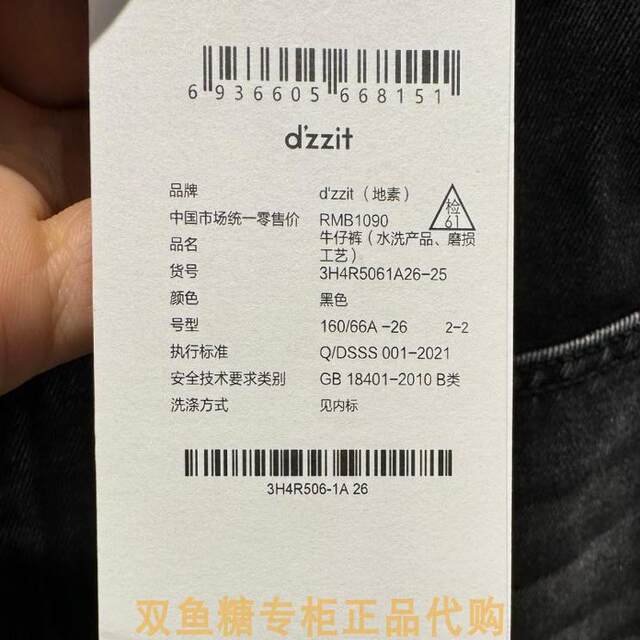 6 936605 668151
d'zzit
品牌 d'zzit（地素）
中国市场统一零售价 RMB1090
检
61
品名 牛仔裤（水洗产品、磨损
工艺）
货号 3H4R5061A26-25
颜色 黑色
号型 160/66A -26 2-2
执行标准 Q/DSSS 001-2021
安全技术要求类别 GB 18401-2010 B类
洗涤方式 见内标
3H4R506-1A 26
双鱼糖专柜正品代购